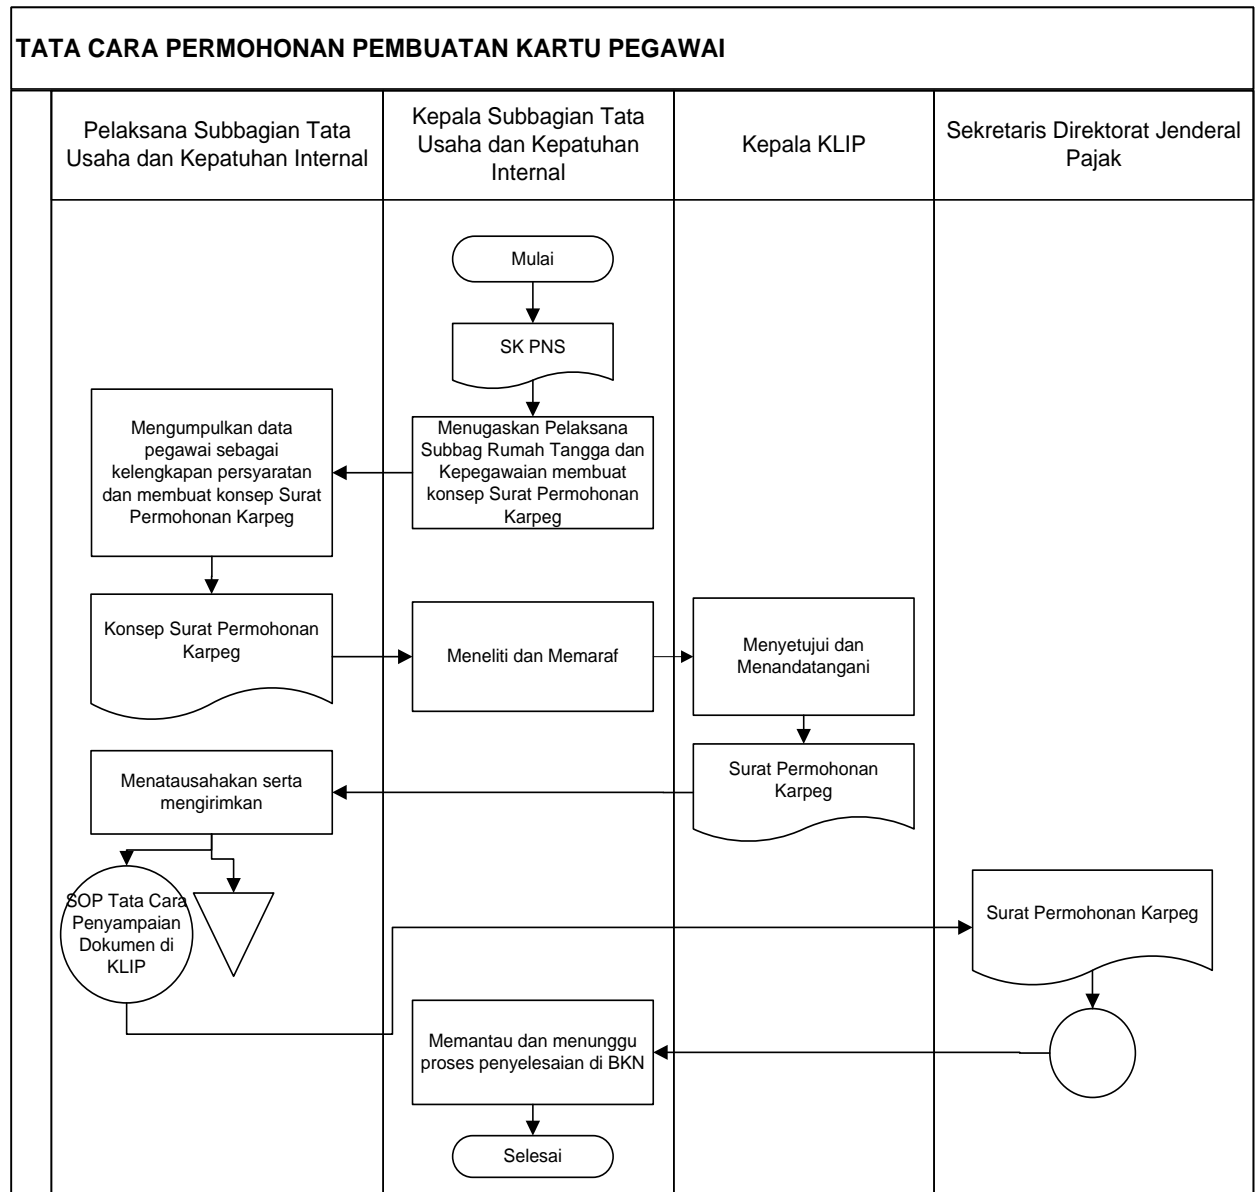 TATA CARA PERMOHONAN PEMBUATAN KARTU PEGAWAI
Pelaksana Subbagian Tata
Usaha dan Kepatuhan Internal
Kepala Subbagian Tata
Usaha dan Kepatuhan
Internal
Kepala KLIP
Sekretaris Direktorat Jenderal
Pajak
Mulai
SK PNS
Menugaskan Pelaksana
Subbag Rumah Tangga dan
Kepegawaian membuat
konsep Surat Permohonan
Karpeg
Mengumpulkan data
pegawai sebagai
kelengkapan persyaratan
dan membuat konsep Surat
Permohonan Karpeg
Konsep Surat Permohonan
Karpeg
Meneliti dan Memaraf
Menyetujui dan
Menandatangani
Surat Permohonan
Karpeg
Menatausahakan serta
mengirimkan
SOP Tata Cara
Penyampaian
Dokumen di
KLIP
Surat Permohonan Karpeg
Memantau dan menunggu
proses penyelesaian di BKN
Selesai